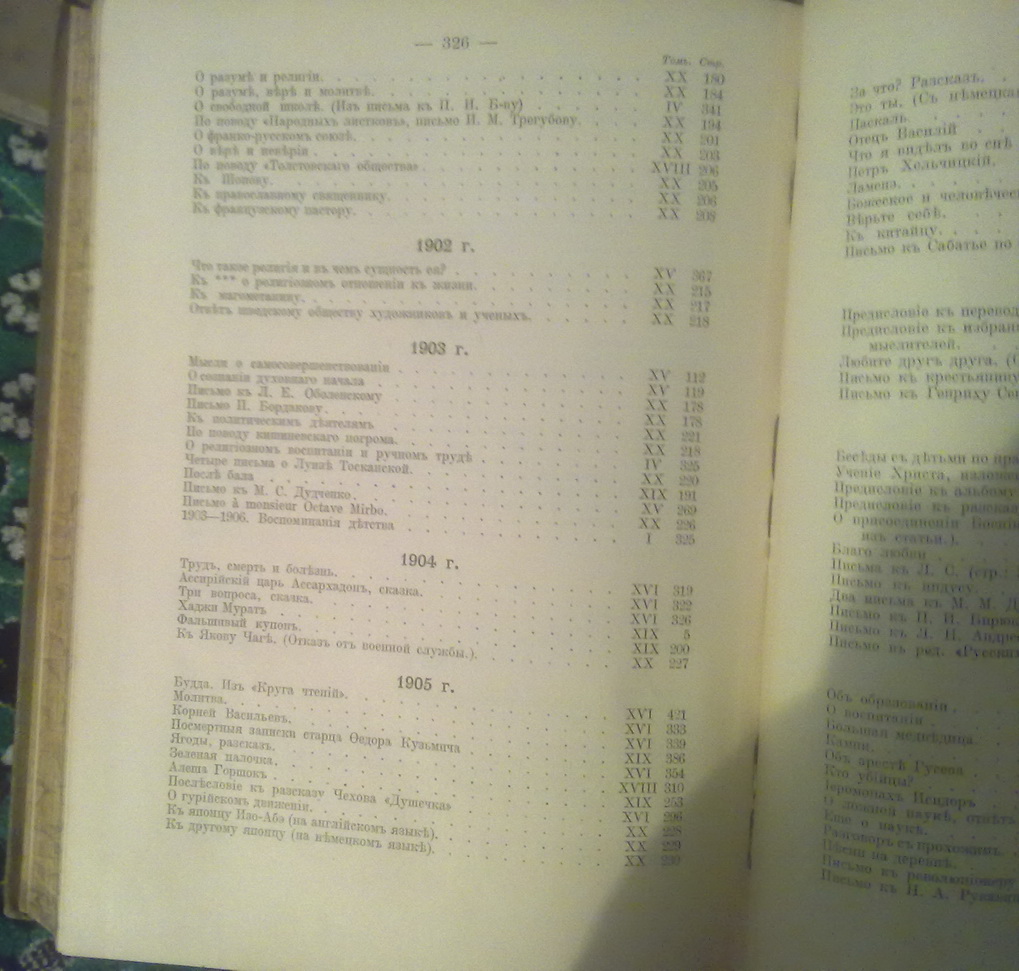 — 326 —
Томъ. Стр.
О разумѣ и религіи. XX 180
О разумѣ, вѣрѣ и молитвѣ. XX 184
О свободной школѣ. (Изъ письма къ П. И. Б-ву) IV 341
По поводу «Народныхъ листковъ», письмо И. М. Трегубову. XX 194
О франко-русскомъ союзѣ. XX 201
О вѣрѣ и невѣріи XX 203
По поводу «Толстовскаго общества» XVIII 206
Къ XX 205
Къ православному священнику. XX 206
Къ французскому пастору. XX 208
1902 г.
Что такое религія и въ чемъ сущность ея? XV 367
Къ *** о религіозномъ отношеніи къ жизни. XX 215
Къ магометанину. XX 217
Отвѣтъ шведскому обществу художниковъ и ученыхъ. XX 218
1903 г.
Мысли о самосовершенствованіи XV 112
О сознаніи духовнаго начала XV 119
Письмо къ Л. Е. Оболенскому XX 178
Письмо П. XX 178
Къ политическимъ дѣятелямъ XX 221
По поводу кишиневскаго погрома. XX 218
О религіозномъ воспитаніи и ручномъ трудѣ IV 325
Четыре письма о Луизѣ Тосканской. XX 220
Послѣ бала XIX 191
Письмо къ М. С. Дудченко. XV 269
Письмо à monsieur Octave Mirbo. XX 226
1903—1906. Воспоминанія дѣтства I 325
1904 г.
Трудъ, смерть и болѣзнь. XVI 319
Ассирійскій царь Ассархадонъ, сказка. XVI 322
Три вопроса, сказка. XVI 326
Хаджи Муратъ XIX 5
Фальшивый купонъ. XIX 200
Къ Якову Чагѣ. (Отказъ отъ военной службы.). XX 227
1905 г.
Будда. Изъ «Круга чтеній». XVI 421
Молитва. XVI 333
Корней Васильевъ. XVI 339
Посмертныя записки старца Ѳедора Кузьмича XIX 386
Ягоды, разсказъ. XVI 354
Зеленая палочка. XVIII 310
Алеша Горшокъ XIX 253
Послѣсловіе къ разсказу Чехова «Душечка» XVI 296
О гурійскомъ движеніи. XX 228
Къ японцу Изо-Абэ (на англійскомъ языкѣ). XX 229
Къ другому японцу (на нѣмецкомъ языкѣ). XX 230
За что? Разсказъ.
Это ты. (Съ нѣмецкаг
Паскаль.
Отецъ Василій
Что я видѣлъ во снѣ
Петръ Хельчицкій.
Ламенэ.
Божеское и человѣчес
Вѣрьте себѣ.
Къ китайцу.
Письмо къ Сабатье по
Предисловіе къ перевод
Предисловіе къ избран
мыслителей.
Любите другъ друга.
Письмо къ крестьянину
Письмо къ Генриху
Бесѣды съ дѣтьми по
Ученіе Христа, изложен
Предисловіе къ альбому
Предисловіе къ разсказ
О присоединеніи Босніи
изъ статьи.).
Благо любви
Письма къ Л. С. (стр.:
Письмо къ индусу.
Два письма къ М. М.
Письмо къ П. И. Бирюк
Письмо къ Л. Н. Андрее
Письмо въ ред. «Русскихъ
Объ образованіи
О воспитаніи
Большая медвѣдица
Камни.
Объ арестѣ Гусева
Кто убійцы?
Іеромонахъ Исидоръ
О ложной наукѣ, отвѣтъ
Еще о наукѣ.
Разговоръ съ прохожимъ
Пѣсни на деревнѣ.
Письмо къ революціонеру
Письмо къ Н. А.